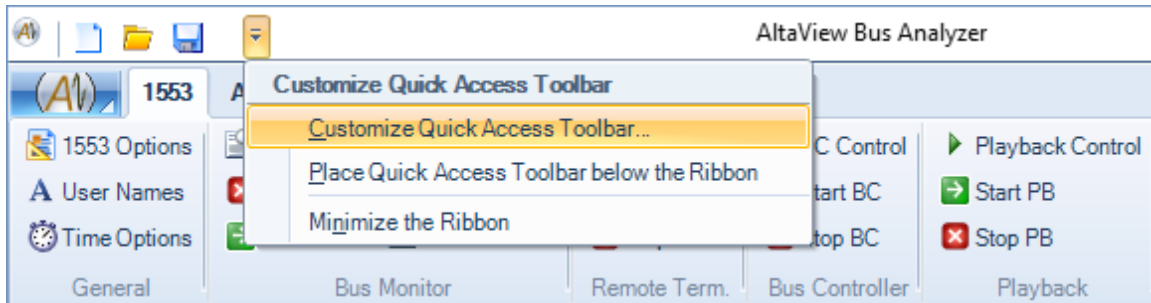 AltaView Bus Analyzer
1553
A
Customize Quick Access Toolbar
Customize Quick Access Toolbar...
Place Quick Access Toolbar below the Ribbon
Minimize the Ribbon
1553 Options
C Control
Playback Control
User Names
tart BC
Start PB
Time Options
top BC
Stop PB
General
Bus Monitor
Remote Term.
Bus Controller
Playback